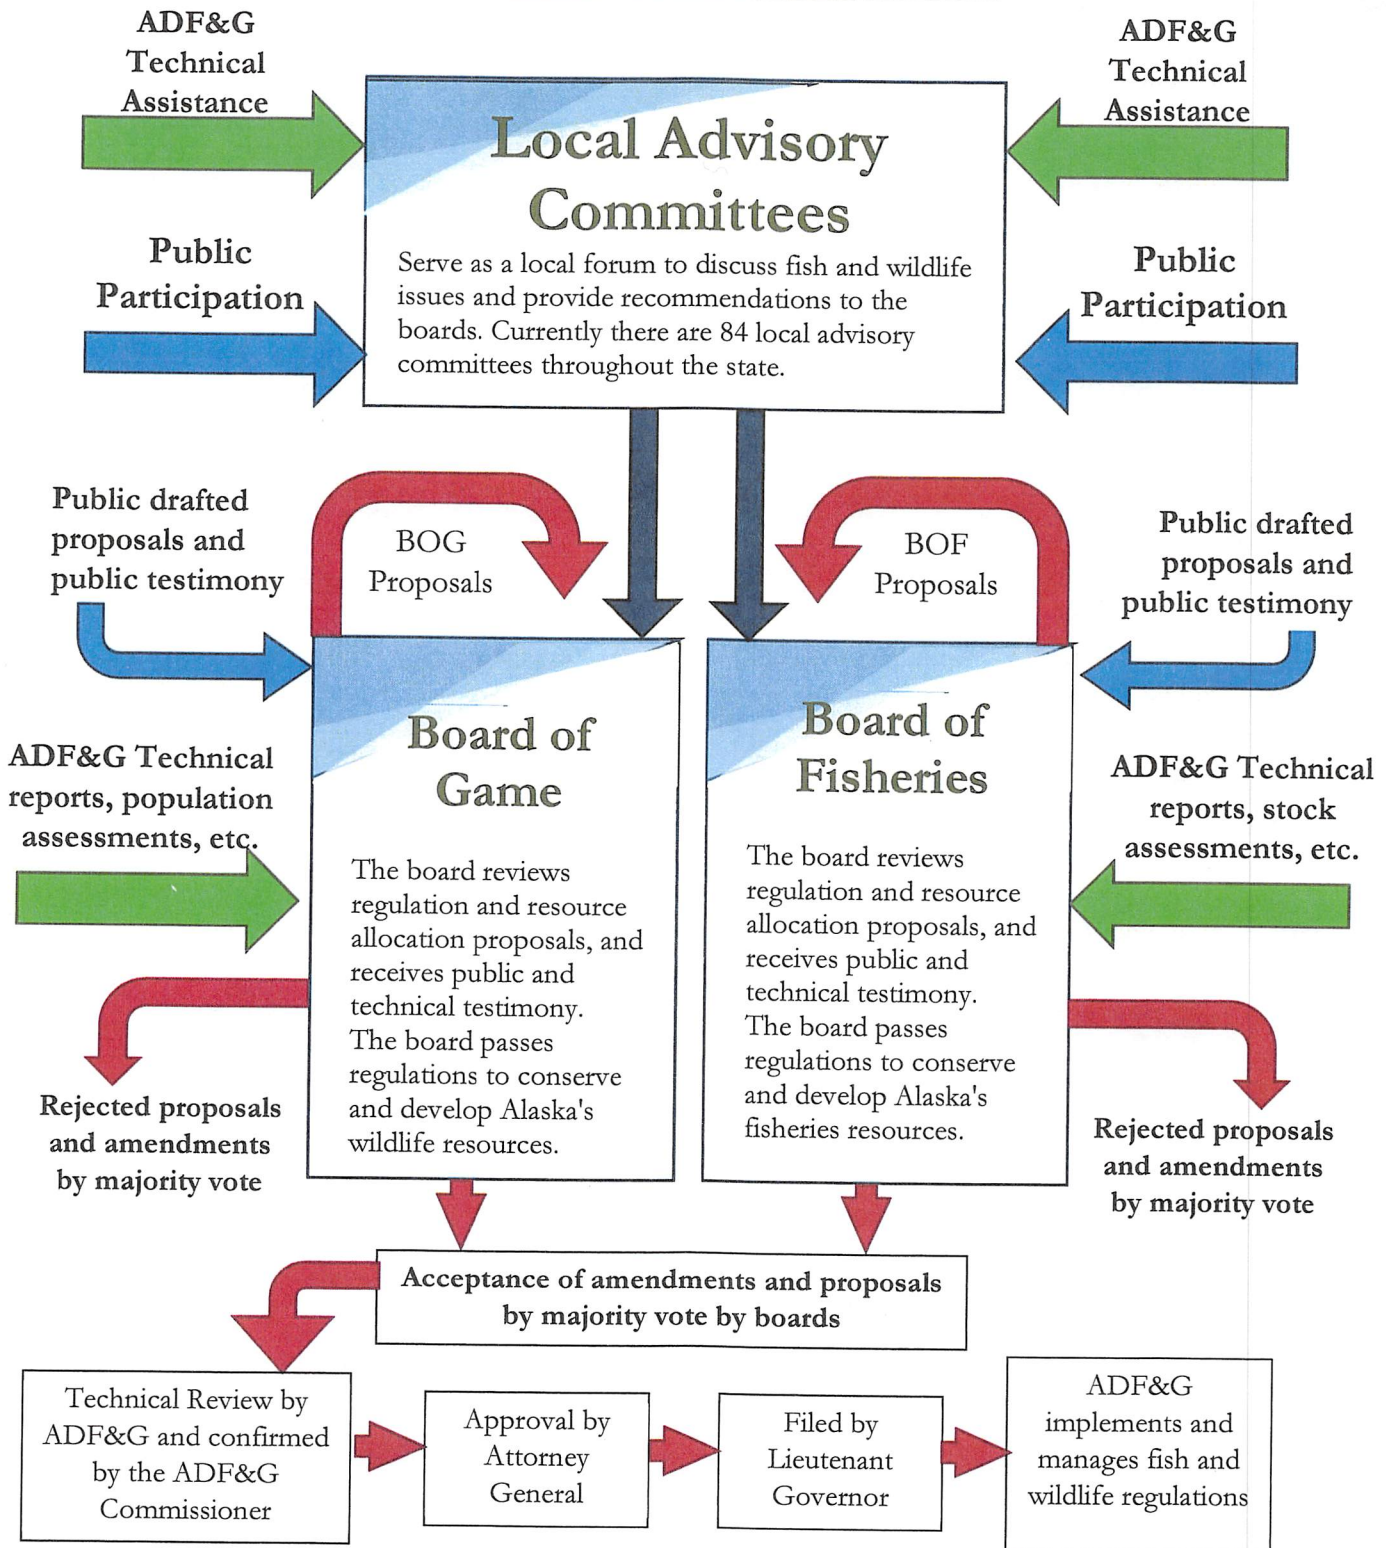 ADF&G
Technical
Assistance
ADF&G
Technical
Assistance
Local Advisory
Committees
Serve as a local forum to discuss fish and wildlife
issues and provide recommendations to the
boards. Currently there are 84 local advisory
committees throughout the state.
Public
Participation
Public
Participation
Public drafted
proposals and
public testimony
BOG
Proposals
BOF
Proposals
Public drafted
proposals and
public testimony
ADF&G Technical
reports, population
assessments, etc.
Board of
Game
The board reviews
regulation and resource
allocation proposals, and
receives public and
technical testimony.
The board passes
regulations to conserve
and develop Alaska's
wildlife resources.
Board of
Fisheries
The board reviews
regulation and resource
allocation proposals, and
receives public and
technical testimony.
The board passes
regulations to conserve
and develop Alaska's
fisheries resources.
ADF&G Technical
reports, stock
assessments, etc.
Rejected proposals
and amendments
by majority vote
Rejected proposals
and amendments
by majority vote
Acceptance of amendments and proposals
by majority vote by boards
Technical Review by
ADF&G and confirmed
by the ADF&G
Commissioner
Approval by
Attorney
General
Filed by
Lieutenant
Governor
ADF&G
implements and
manages fish and
wildlife regulations